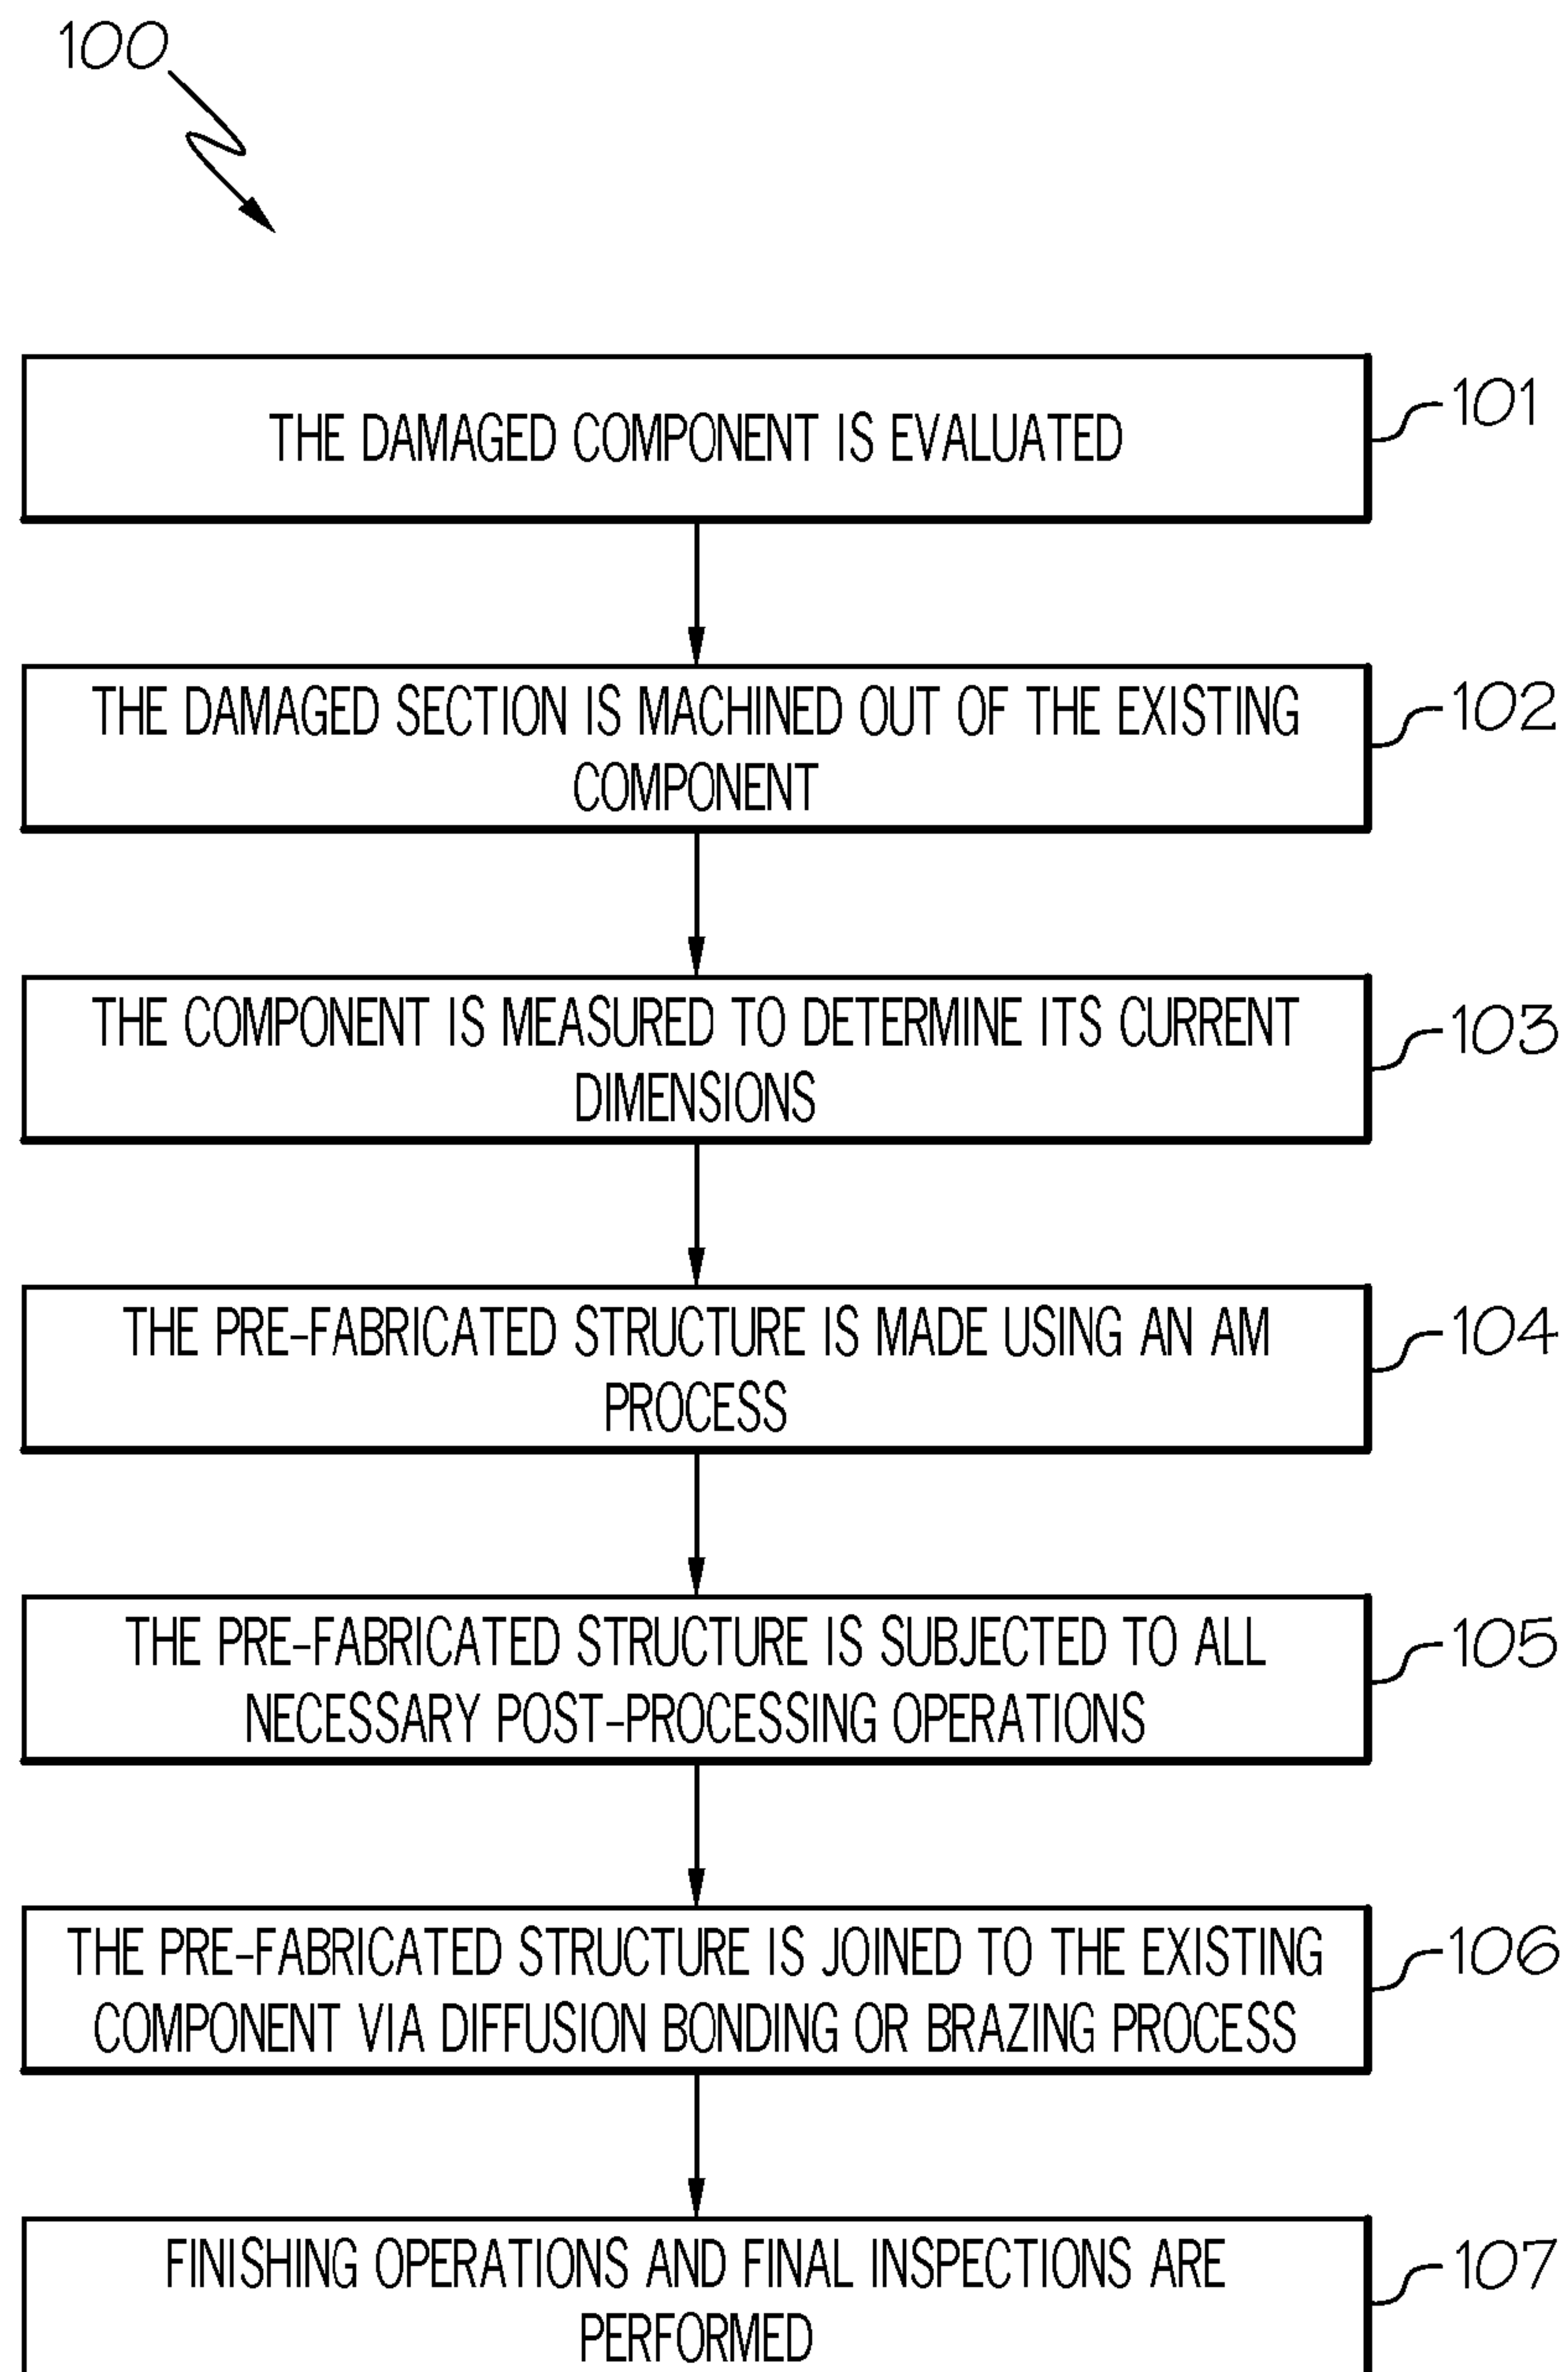 100
THE DAMAGED COMPONENT IS EVALUATED
101
THE DAMAGED SECTION IS MACHINED OUT OF THE EXISTING
COMPONENT
102
THE COMPONENT IS MEASURED TO DETERMINE ITS CURRENT
DIMENSIONS
103
THE PRE-FABRICATED STRUCTURE IS MADE USING AN AM
PROCESS
104
THE PRE-FABRICATED STRUCTURE IS SUBJECTED TO ALL
NECESSARY POST-PROCESSING OPERATIONS
105
THE PRE-FABRICATED STRUCTURE IS JOINED TO THE EXISTING
COMPONENT VIA DIFFUSION BONDING OR BRAZING PROCESS
106
FINISHING OPERATIONS AND FINAL INSPECTIONS ARE
PERFORMED
107